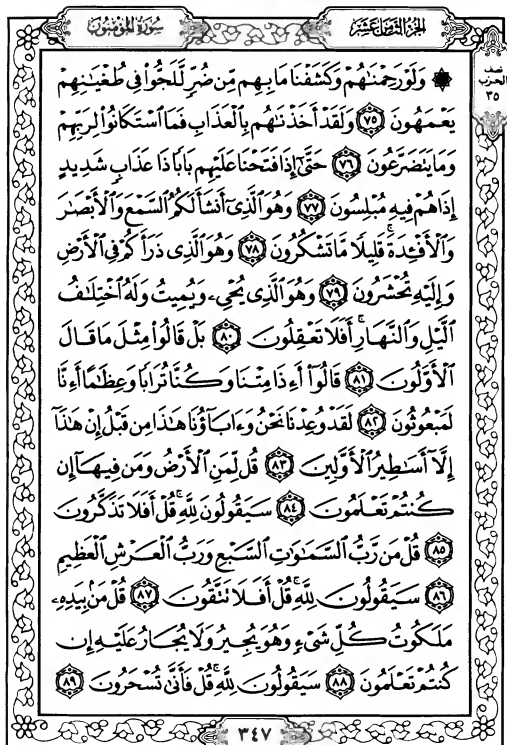 الجزء الثامن عشر
سورة المؤمنون
نصف
الحزب
٣٥
۞ وَلَوْ رَحِمْنَٰهُمْ وَكَشَفْنَا مَا بِهِم مِّن ضُرٍّ لَّلَجُّوا۟ فِى طُغْيَٰنِهِمْ
يَعْمَهُونَ ٧٥ وَلَقَدْ أَخَذْنَٰهُم بِٱلْعَذَابِ فَمَا ٱسْتَكَانُوا۟ لِرَبِّهِمْ
وَمَا يَتَضَرَّعُونَ ٧٦ حَتَّىٰٓ إِذَا فَتَحْنَا عَلَيْهِم بَابًا ذَا عَذَابٍ شَدِيدٍ
إِذَا هُمْ فِيهِ مُبْلِسُونَ ٧٧ وَهُوَ ٱلَّذِىٓ أَنشَأَ لَكُمُ ٱلسَّمْعَ وَٱلْأَبْصَٰرَ
وَٱلْأَفْـِٔدَةَ ۚ قَلِيلًا مَّا تَشْكُرُونَ ٧٨ وَهُوَ ٱلَّذِى ذَرَأَكُمْ فِى ٱلْأَرْضِ
وَإِلَيْهِ تُحْشَرُونَ ٧٩ وَهُوَ ٱلَّذِى يُحْىِۦ وَيُمِيتُ وَلَهُ ٱخْتِلَٰفُ
ٱلَّيْلِ وَٱلنَّهَارِ ۚ أَفَلَا تَعْقِلُونَ ٨٠ بَلْ قَالُوا۟ مِثْلَ مَا قَالَ
ٱلْأَوَّلُونَ ٨١ قَالُوٓا۟ أَءِذَا مِتْنَا وَكُنَّا تُرَابًا وَعِظَٰمًا أَءِنَّا
لَمَبْعُوثُونَ ٨٢ لَقَدْ وُعِدْنَا نَحْنُ وَءَابَآؤُنَا هَٰذَا مِن قَبْلُ إِنْ هَٰذَآ
إِلَّآ أَسَٰطِيرُ ٱلْأَوَّلِينَ ٨٣ قُل لِّمَنِ ٱلْأَرْضُ وَمَن فِيهَآ إِن
كُنتُمْ تَعْلَمُونَ ٨٤ سَيَقُولُونَ لِلَّهِ ۚ قُلْ أَفَلَا تَذَكَّرُونَ
٨٥ قُلْ مَن رَّبُّ ٱلسَّمَٰوَٰتِ ٱلسَّبْعِ وَرَبُّ ٱلْعَرْشِ ٱلْعَظِيمِ
٨٦ سَيَقُولُونَ لِلَّهِ ۚ قُلْ أَفَلَا تَتَّقُونَ ٨٧ قُلْ مَنۢ بِيَدِهِۦ
مَلَكُوتُ كُلِّ شَىْءٍ وَهُوَ يُجِيرُ وَلَا يُجَارُ عَلَيْهِ إِن
كُنتُمْ تَعْلَمُونَ ٨٨ سَيَقُولُونَ لِلَّهِ ۚ قُلْ فَأَنَّىٰ تُسْحَرُونَ ٨٩
٣٤٧